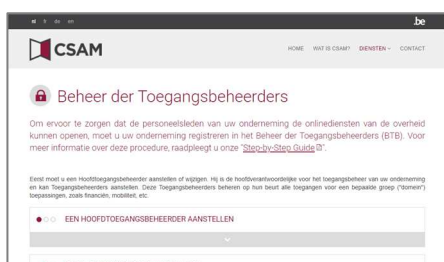 nl fr de en
.be
CSAM
HOME WAT IS CSAM? DIENSTEN CONTACT
Beheer der Toegangsbeheerders
Om ervoor te zorgen dat de personeelsleden van uw onderneming de onlinediensten van de overheid
kunnen openen, moet u uw onderneming registreren in het Beheer der Toegangsbeheerders (BTB). Voor
meer informatie over deze procedure, raadpleegt u onze "Step-by-Step Guide".
Eerst moet u een Hoofdtoegangsbeheerder aanstellen of wijzigen. Hij is de hoofdverantwoordelijke voor het toegangsbeheer van uw onderneming
en kan Toegangsbeheerders aanstellen. Deze Toegangsbeheerders beheren op hun beurt alle toegangen voor een bepaalde groep ("domein")
toepassingen, zoals financiën, mobiliteit, etc.
EEN HOOFDTOEGANGSBEHEERDER AANSTELLEN